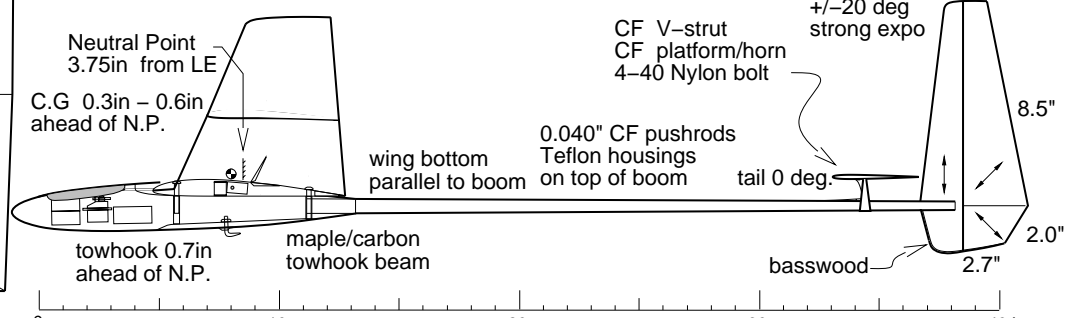 Neutral Point
3.75in from LE
C.G 0.3in – 0.6in
ahead of N.P.
towhook 0.7in
ahead of N.P.
wing bottom
parallel to boom
maple/carbon
towhook beam
0.040" CF pushrods
Teflon housings
on top of boom
CF V–strut
CF platform/horn
4–40 Nylon bolt
+/–20 deg
strong expo
tail 0 deg.
basswood
8.5"
2.0"
2.7"